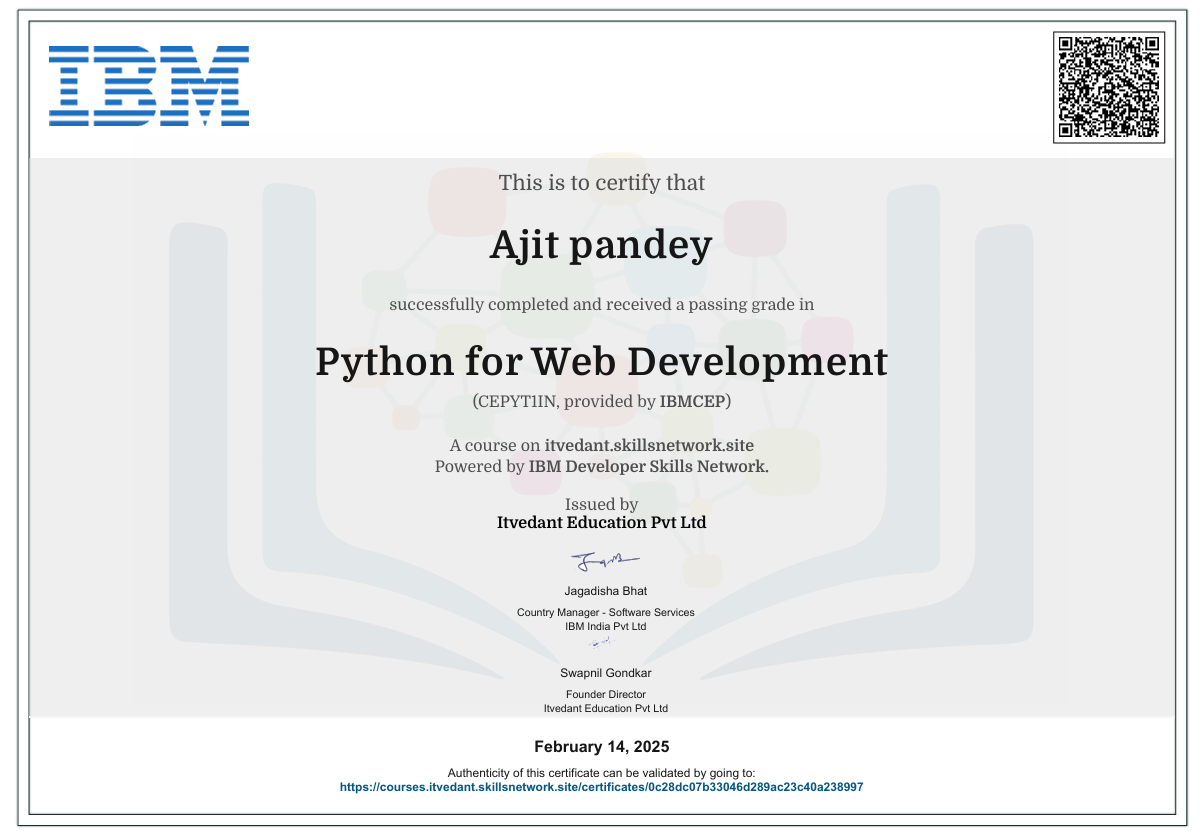 IBM
This is to certify that
Ajit pandey
successfully completed and received a passing grade in
Python for Web Development
(CEPYT1IN, provided by IBMCEP)
A course on itvedant.skillsnetwork.site
Powered by IBM Developer Skills Network.
Issued by
Itvedant Education Pvt Ltd
Jagadisha Bhat
Country Manager - Software Services
IBM India Pvt Ltd
Swapnil Gondkar
Founder Director
Itvedant Education Pvt Ltd
February 14, 2025
Authenticity of this certificate can be validated by going to:
https://courses.itvedant.skillsnetwork.site/certificates/0c28dc07b33046d289ac23c40a238997